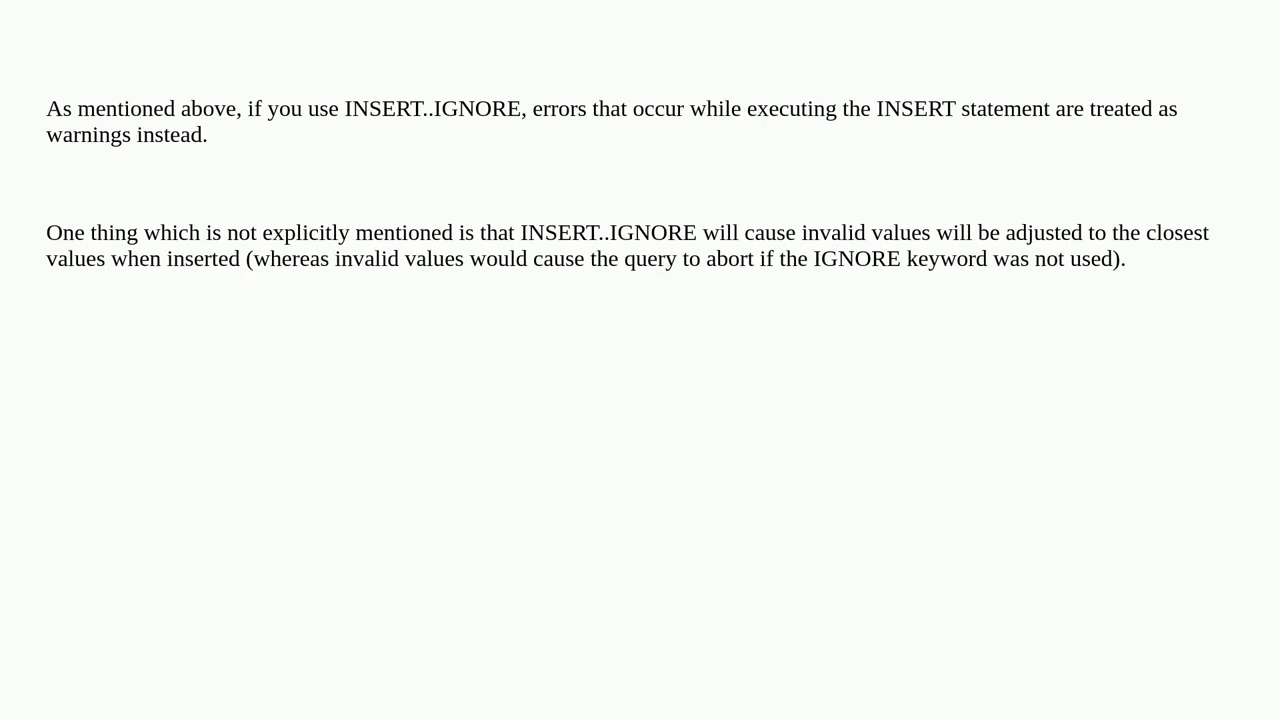 As mentioned above, if you use INSERT..IGNORE, errors that occur while executing the INSERT statement are treated as
warnings instead.
One thing which is not explicitly mentioned is that INSERT..IGNORE will cause invalid values will be adjusted to the closest
values when inserted (whereas invalid values would cause the query to abort if the IGNORE keyword was not used).